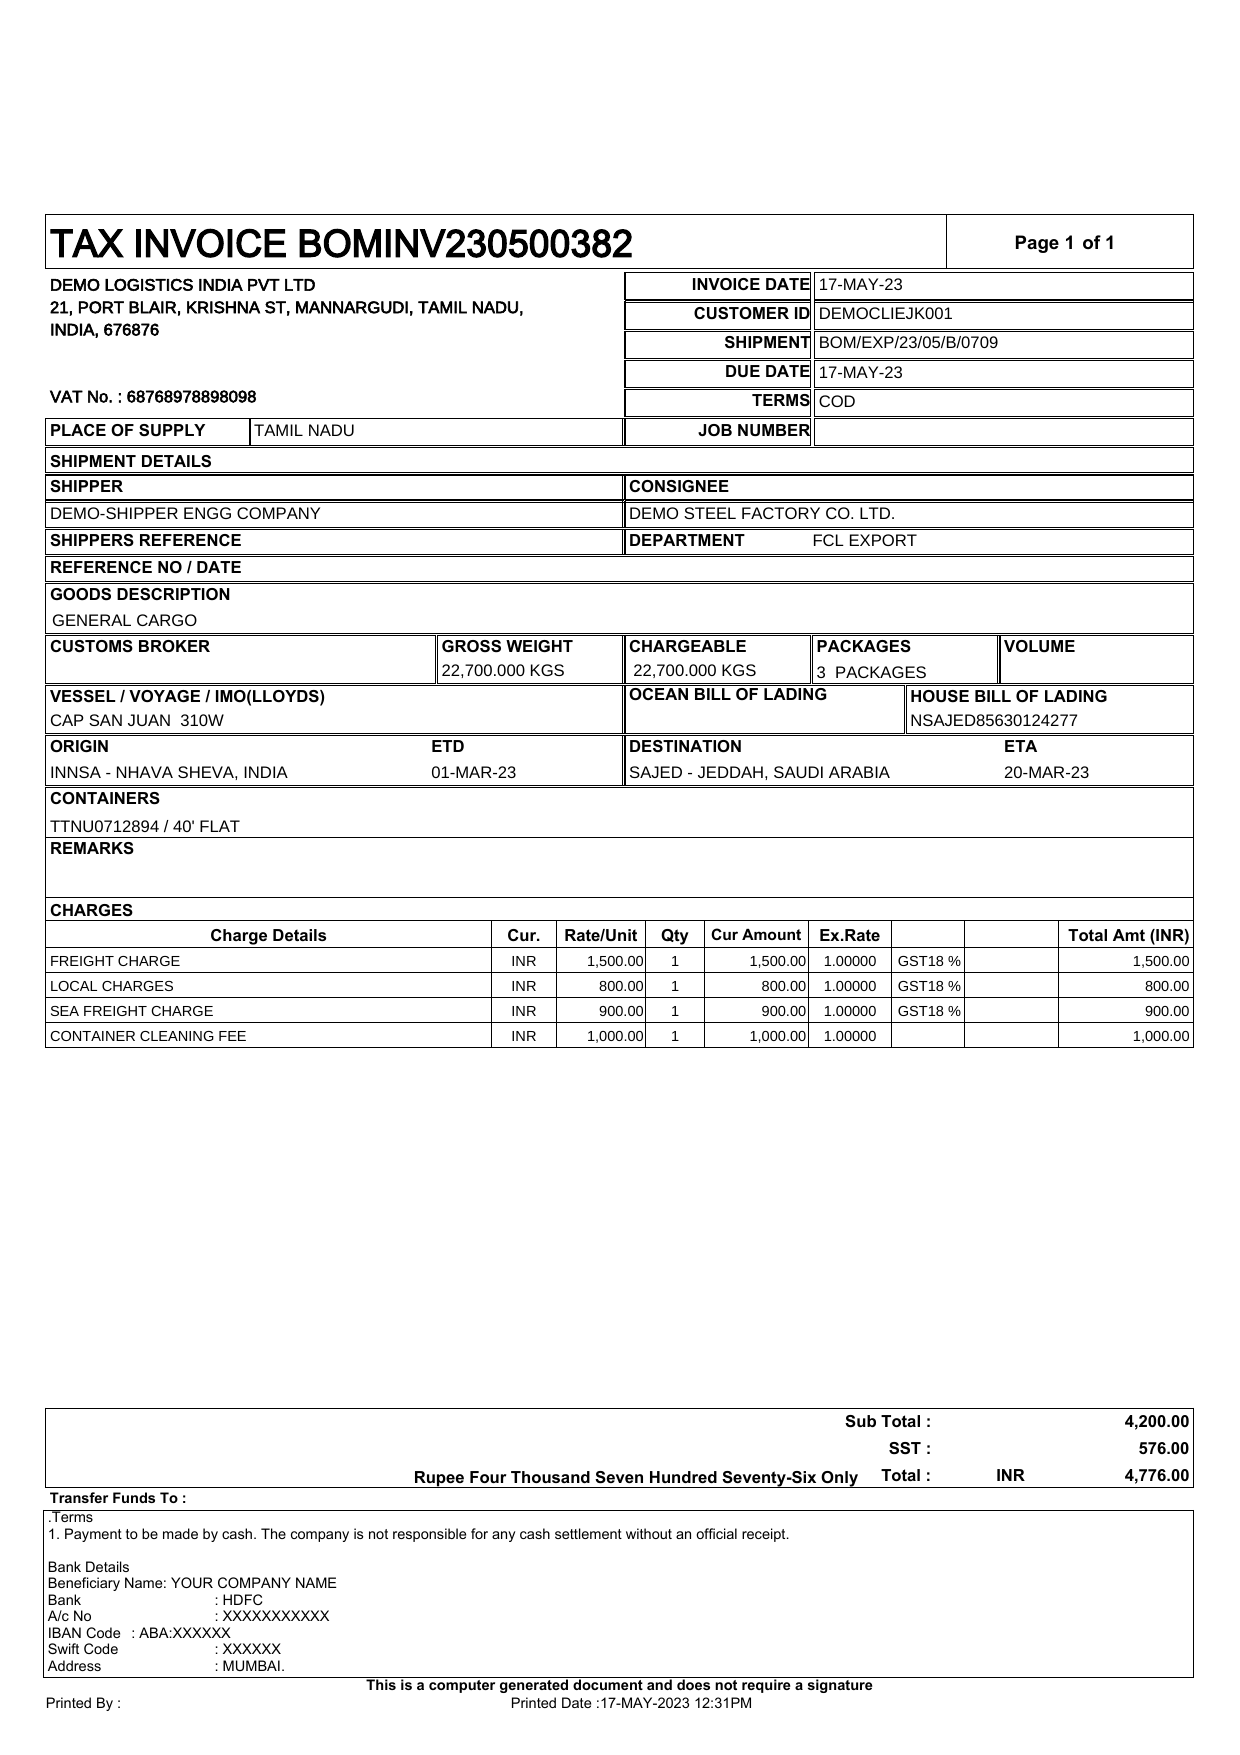 TAX INVOICE BOMINV230500382
Page 1 of 1
DEMO LOGISTICS INDIA PVT LTD
21, PORT BLAIR, KRISHNA ST, MANNARGUDI, TAMIL NADU,
INDIA, 676876
VAT No. : 68768978898098
INVOICE DATE 17-MAY-23
CUSTOMER ID DEMOCLIEJK001
SHIPMENT BOM/EXP/23/05/B/0709
DUE DATE 17-MAY-23
TERMS COD
PLACE OF SUPPLY TAMIL NADU JOB NUMBER
SHIPMENT DETAILS
SHIPPER CONSIGNEE
DEMO-SHIPPER ENGG COMPANY DEMO STEEL FACTORY CO. LTD.
SHIPPERS REFERENCE DEPARTMENT FCL EXPORT
REFERENCE NO / DATE
GOODS DESCRIPTION
GENERAL CARGO
CUSTOMS BROKER GROSS WEIGHT CHARGEABLE PACKAGES VOLUME
22,700.000 KGS 22,700.000 KGS 3 PACKAGES
VESSEL / VOYAGE / IMO(LLOYDS) OCEAN BILL OF LADING HOUSE BILL OF LADING
CAP SAN JUAN 310W NSAJED85630124277
ORIGIN ETD DESTINATION ETA
INNSA - NHAVA SHEVA, INDIA 01-MAR-23 SAJED - JEDDAH, SAUDI ARABIA 20-MAR-23
CONTAINERS
TTNU0712894 / 40' FLAT
REMARKS
CHARGES
Charge Details Cur. Rate/Unit Qty Cur Amount Ex.Rate Total Amt (INR)
FREIGHT CHARGE INR 1,500.00 1 1,500.00 1.00000 GST18 % 1,500.00
LOCAL CHARGES INR 800.00 1 800.00 1.00000 GST18 % 800.00
SEA FREIGHT CHARGE INR 900.00 1 900.00 1.00000 GST18 % 900.00
CONTAINER CLEANING FEE INR 1,000.00 1 1,000.00 1.00000 1,000.00
Sub Total : 4,200.00
SST : 576.00
Rupee Four Thousand Seven Hundred Seventy-Six Only Total : INR 4,776.00
Transfer Funds To :
.Terms
1. Payment to be made by cash. The company is not responsible for any cash settlement without an official receipt.
Bank Details
Beneficiary Name: YOUR COMPANY NAME
Bank : HDFC
A/c No : XXXXXXXXXXX
IBAN Code : ABA:XXXXXX
Swift Code : XXXXXX
Address : MUMBAI.
This is a computer generated document and does not require a signature
Printed By : Printed Date :17-MAY-2023 12:31PM